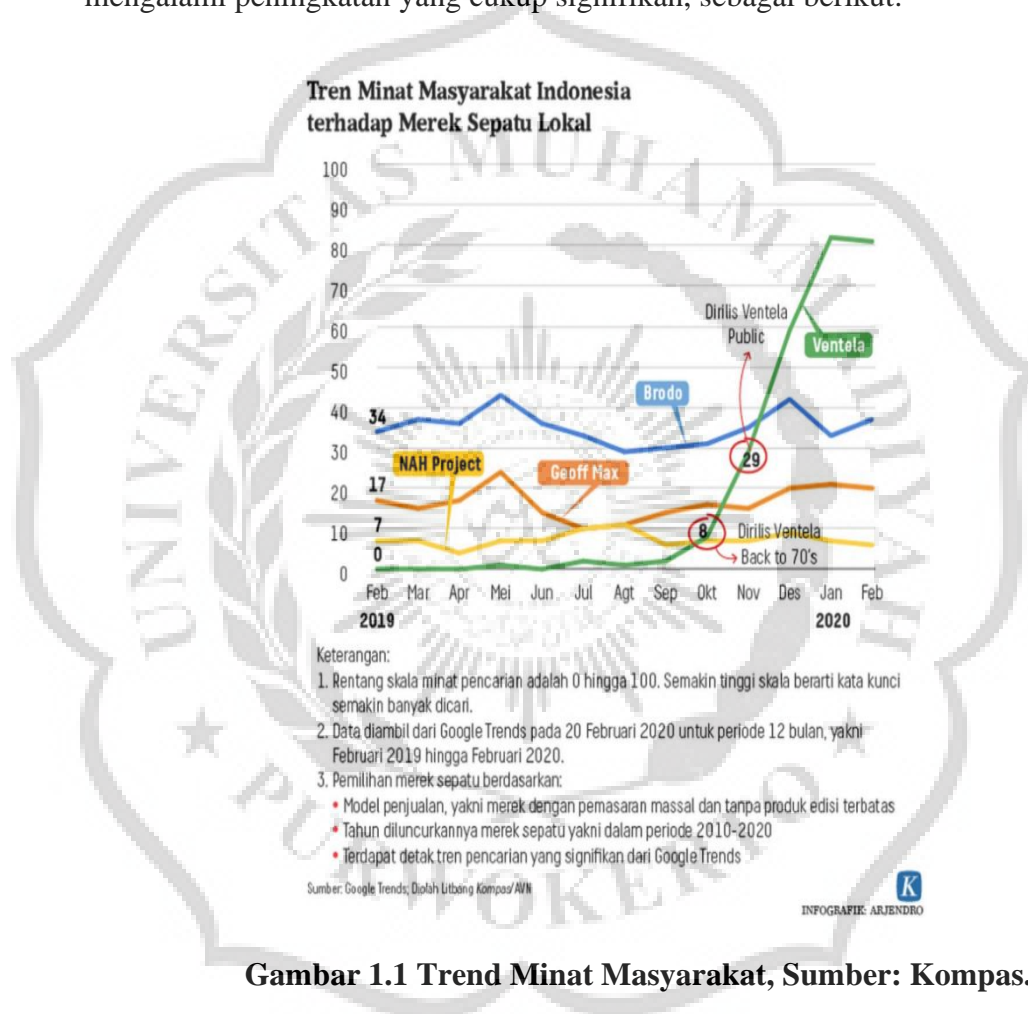 mengalami peningkatan yang cukup signifikan, sebagai berikut:
Tren Minat Masyarakat Indonesia
terhadap Merek Sepatu Lokal
100
90
80
70
60
50
40
30
20
10
0
34
17
7
0
NAH Project
Geoff Max
Brodo
Ventela
Dirilis Ventela
Public
29
8
Dirilis Ventela
Back to 70's
Feb Mar Apr Mei Jun Jul Agt Sep Okt Nov Des Jan Feb
2019 2020
Keterangan:
1. Rentang skala minat pencarian adalah 0 hingga 100. Semakin tinggi skala berarti kata kunci
semakin banyak dicari.
2. Data diambil dari Google Trends pada 20 Februari 2020 untuk periode 12 bulan, yakni
Februari 2019 hingga Februari 2020.
3. Pemilihan merek sepatu berdasarkan:
• Model penjualan, yakni merek dengan pemasaran massal dan tanpa produk edisi terbatas
• Tahun diluncurkannya merek sepatu yakni dalam periode 2010-2020
• Terdapat detak tren pencarian yang signifikan dari Google Trends
Sumber: Google Trends; Diolah Litbang Kompas/AVN
K
INFOGRAFIK: ARJENDRO
UNIVERSITAS MUHAMMADIYAH
PURWOKERTO
Gambar 1.1 Trend Minat Masyarakat, Sumber: Kompas.